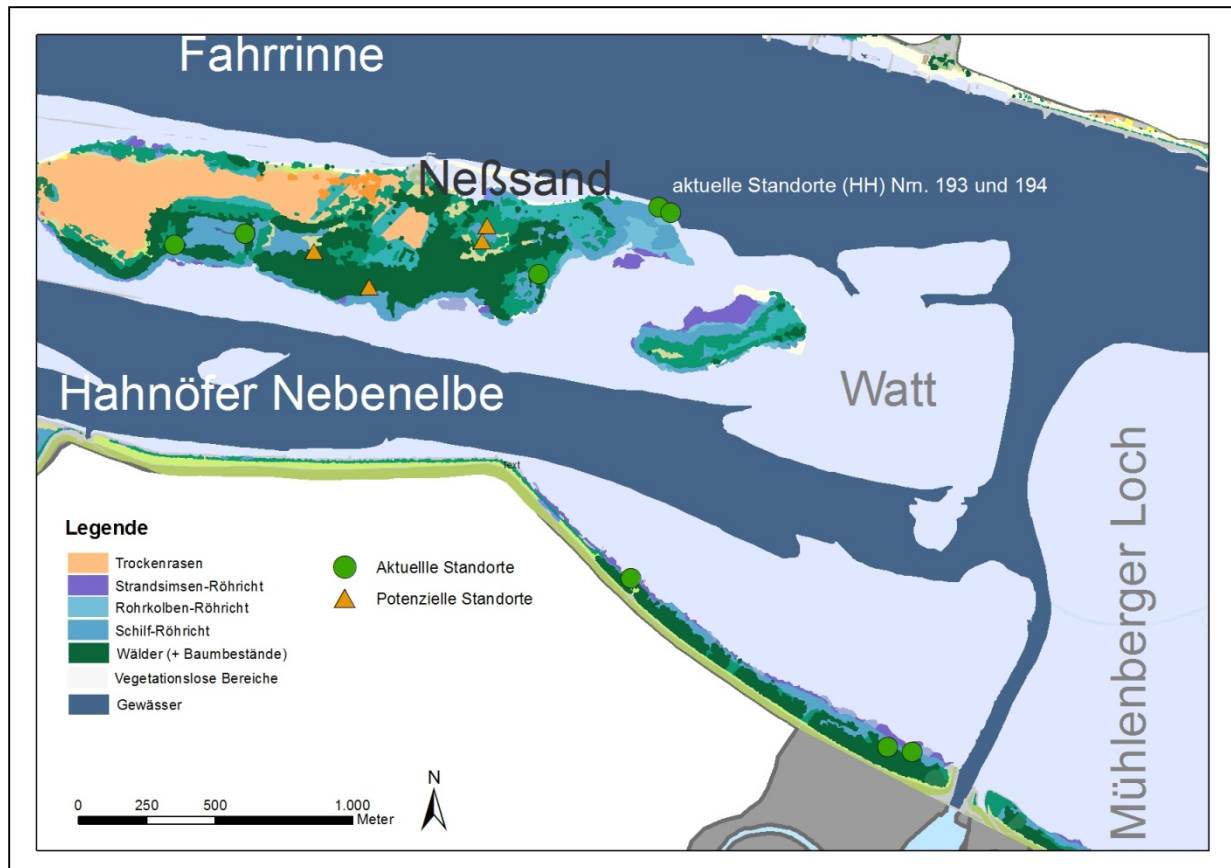 Fahrrinne
Neßsand
aktuelle Standorte (HH) Nrn. 193 und 194
Hahnöfer Nebenelbe
Watt
Text
Mühlenberger Loch
Legende
Trockenrasen
Strandsimsen-Röhricht
Rohrkolben-Röhricht
Schilf-Röhricht
Wälder (+ Baumbestände)
Vegetationslose Bereiche
Gewässer
Aktuellle Standorte
Potenzielle Standorte
0 250 500 1.000
Meter
N